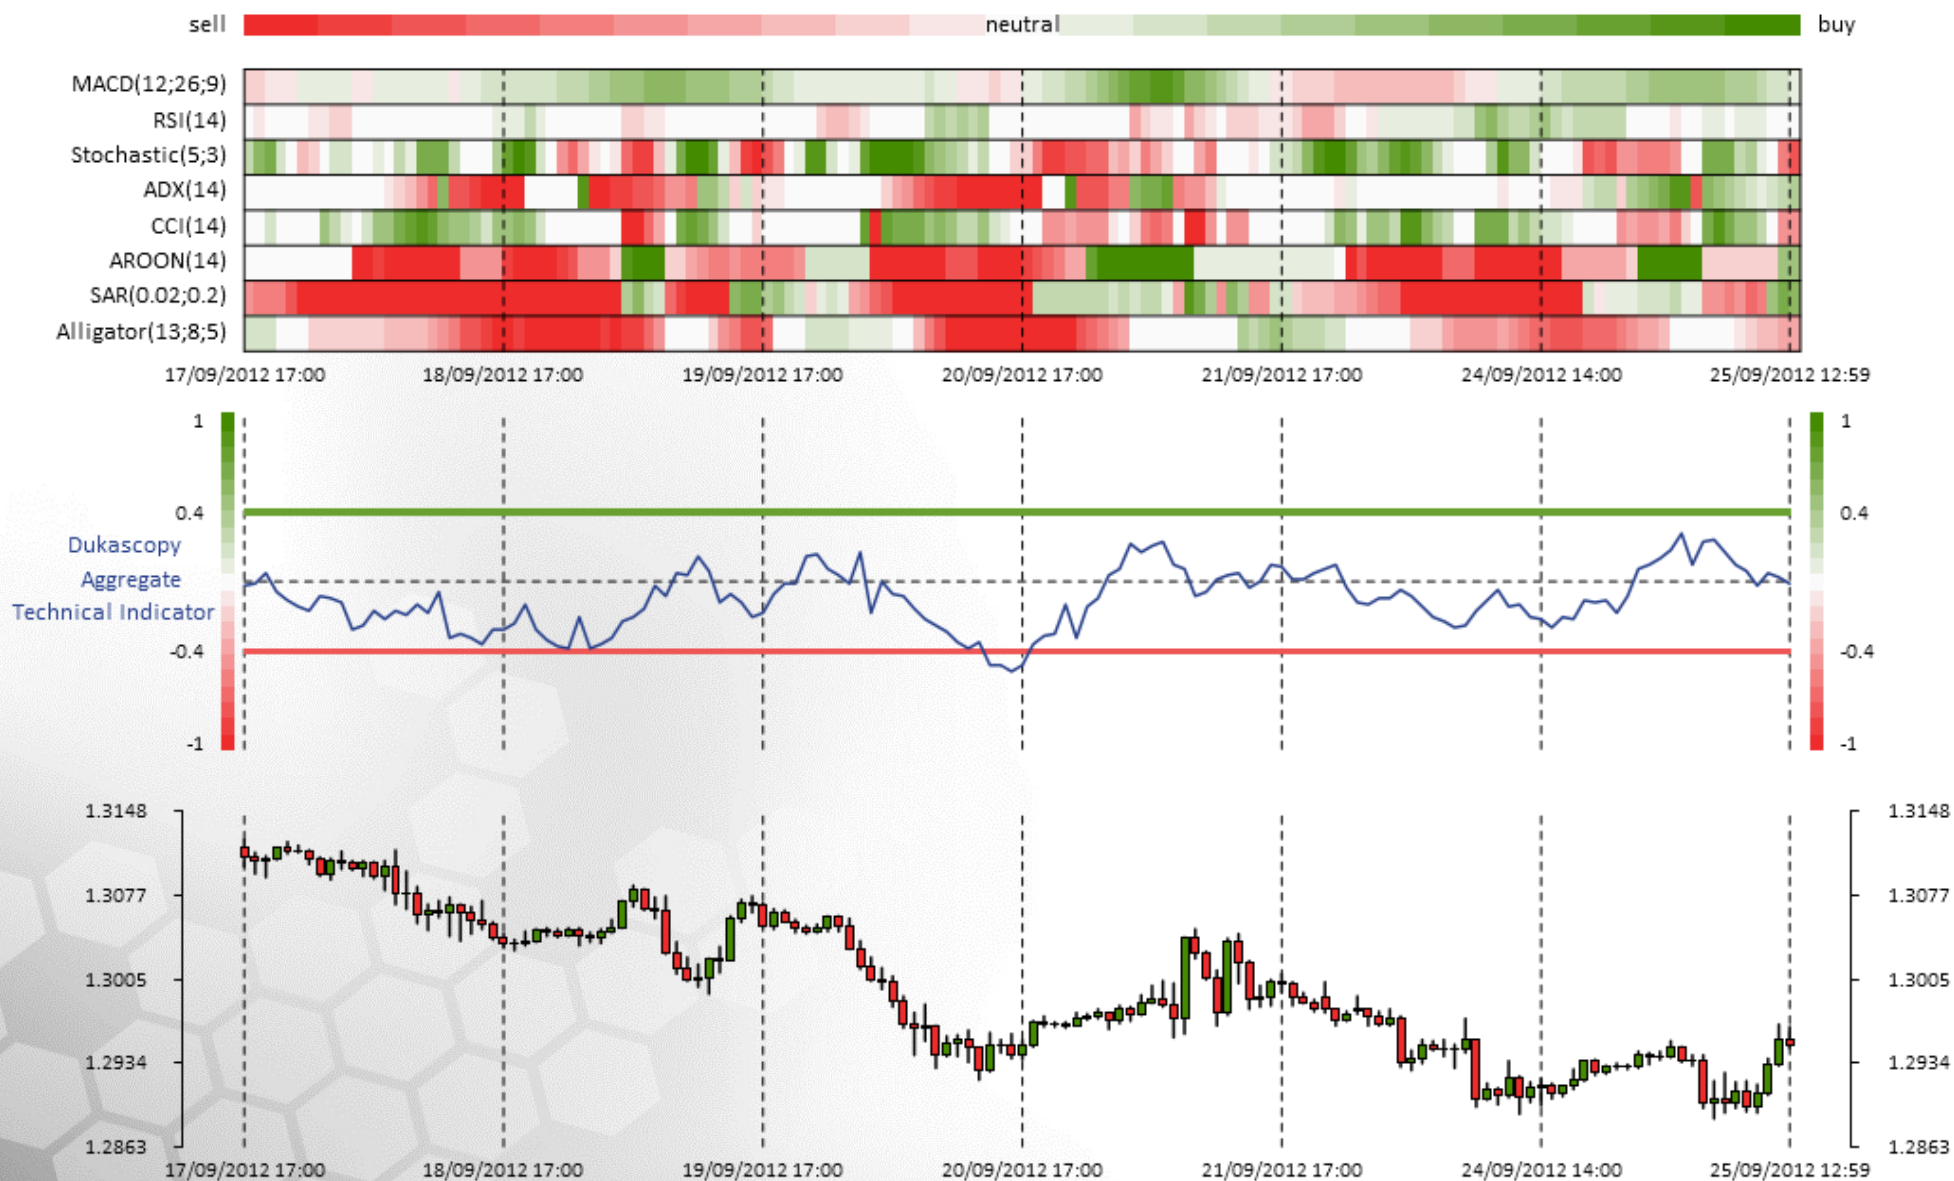 sell neutral buy
MACD(12;26;9)
RSI(14)
Stochastic(5;3)
ADX(14)
CCI(14)
AROON(14)
SAR(0.02;0.2)
Alligator(13;8;5)
17/09/2012 17:00 18/09/2012 17:00 19/09/2012 17:00 20/09/2012 17:00 21/09/2012 17:00 24/09/2012 14:00 25/09/2012 12:59
1 1
0.4 0.4
Dukascopy
Aggregate
Technical Indicator
-0.4 -0.4
-1 -1
1.3148 1.3148
1.3077 1.3077
1.3005 1.3005
1.2934 1.2934
1.2863 1.2863
17/09/2012 17:00 18/09/2012 17:00 19/09/2012 17:00 20/09/2012 17:00 21/09/2012 17:00 24/09/2012 14:00 25/09/2012 12:59